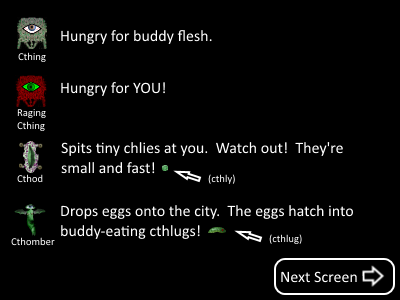 Hungry for buddy flesh.
Cthing
Hungry for YOU!
Raging
Cthing
Spits tiny chlies at you.  Watch out!  They're
small and fast!
(cthly)
Cthod
Drops eggs onto the city.  The eggs hatch into
buddy-eating cthlugs!
(cthlug)
Cthomber
Next Screen